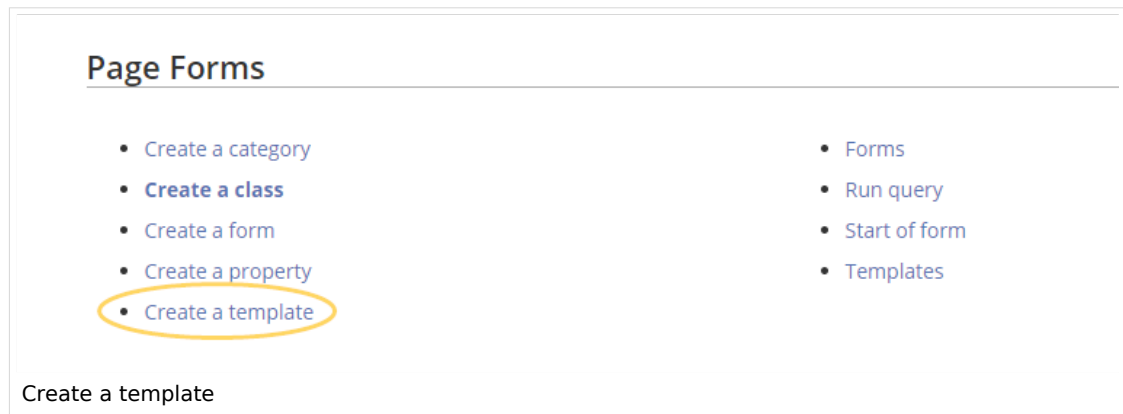 Page Forms
Create a category
Create a class
Create a form
Create a property
Create a template
Forms
Run query
Start of form
Templates
Create a template